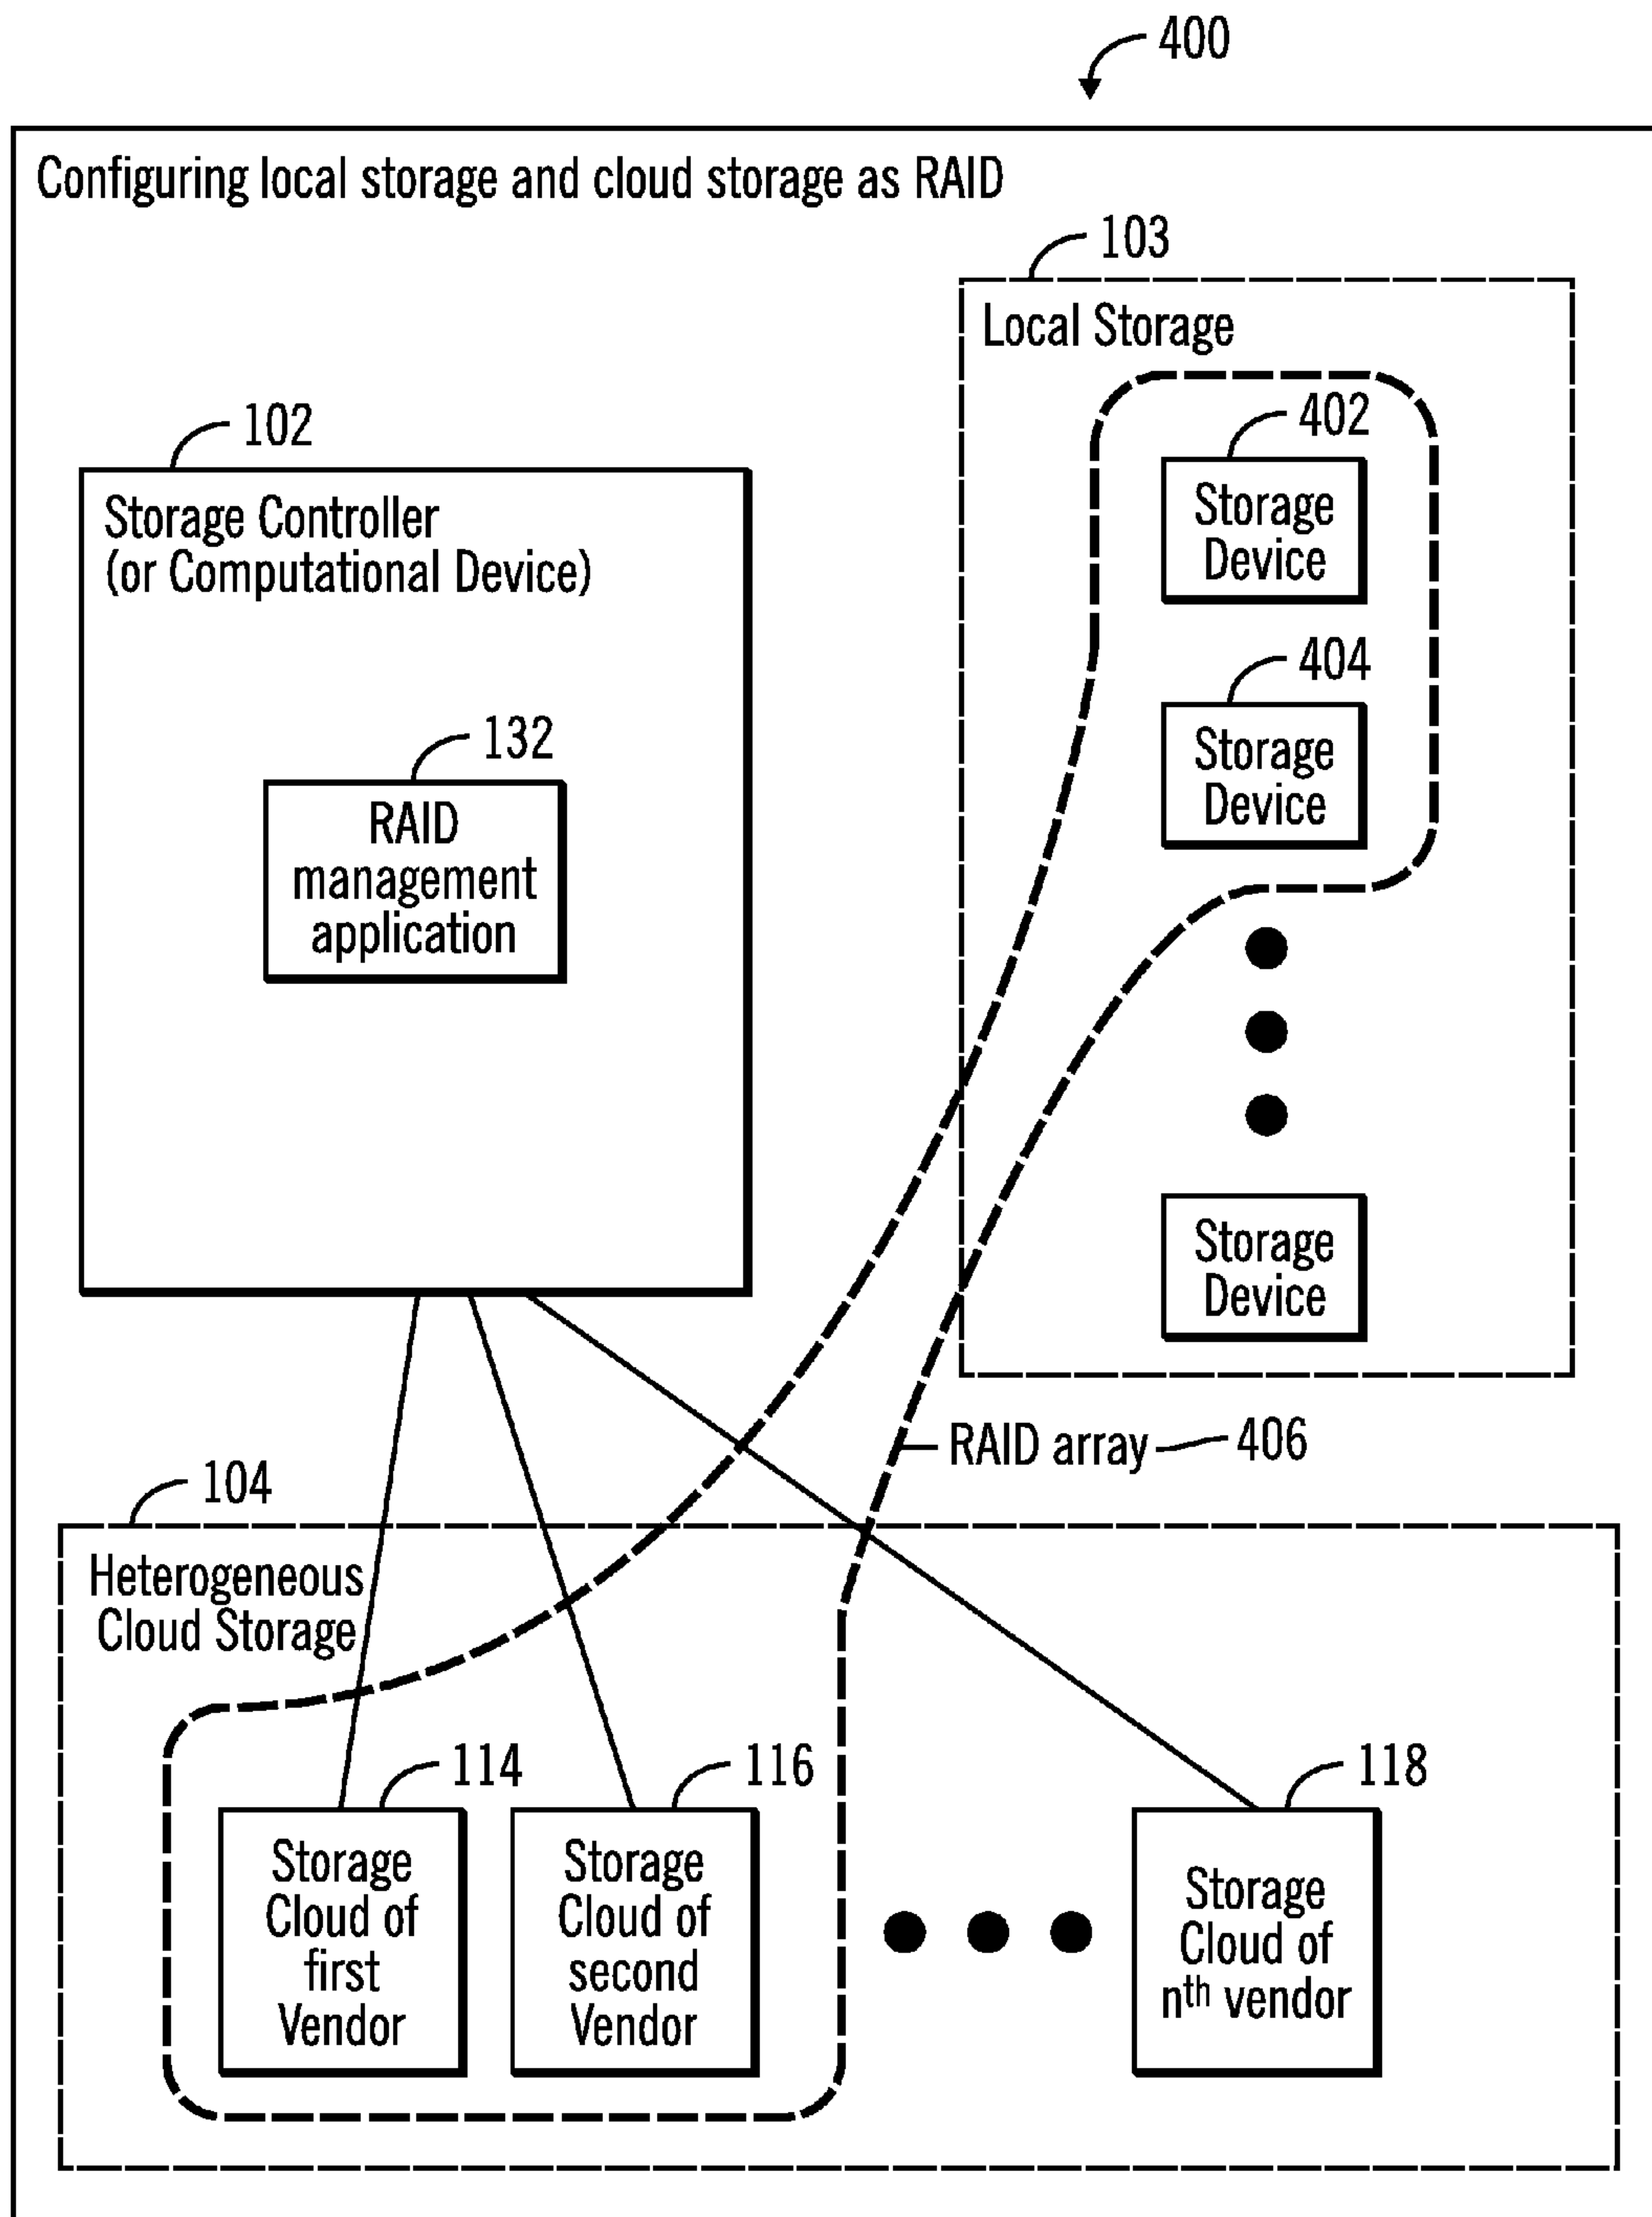 400
Configuring local storage and cloud storage as RAID
103
Local Storage
102
Storage Controller
(or Computational Device)
402
Storage
Device
404
Storage
Device
132
RAID
management
application
Storage
Device
RAID array 406
104
Heterogeneous
Cloud Storage
114
Storage
Cloud of
first
Vendor
116
Storage
Cloud of
second
Vendor
118
Storage
Cloud of
nth vendor